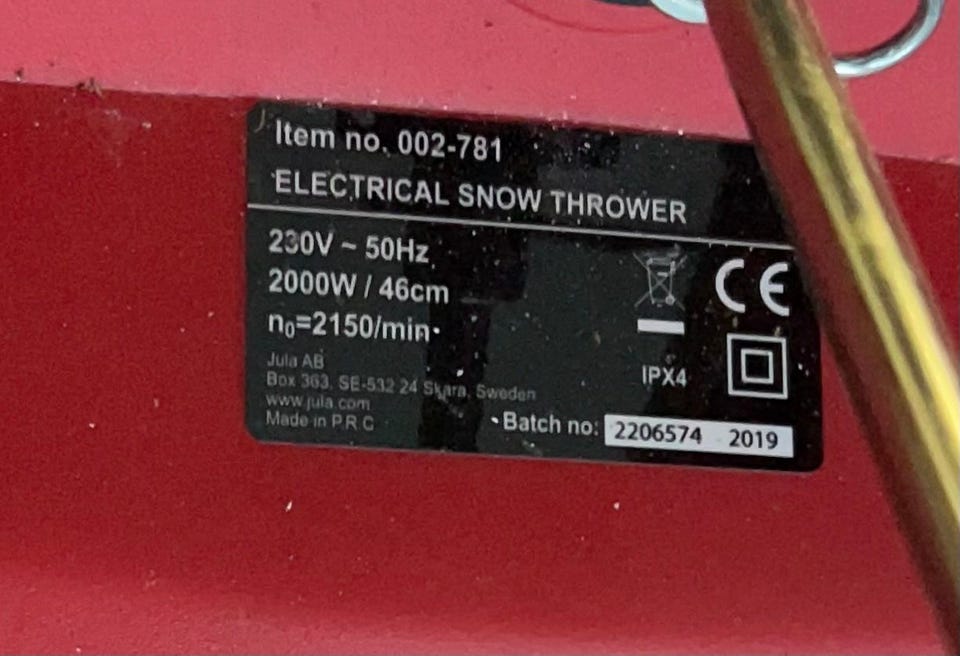 Item no. 002-781
ELECTRICAL SNOW THROWER
230V ~ 50Hz
2000W / 46cm
n₀=2150/min
CE
IPX4
Jula AB
Box 363, SE-532 24 Skara, Sweden
www.jula.com
Made in P.R.C
Batch no: 2206574 2019